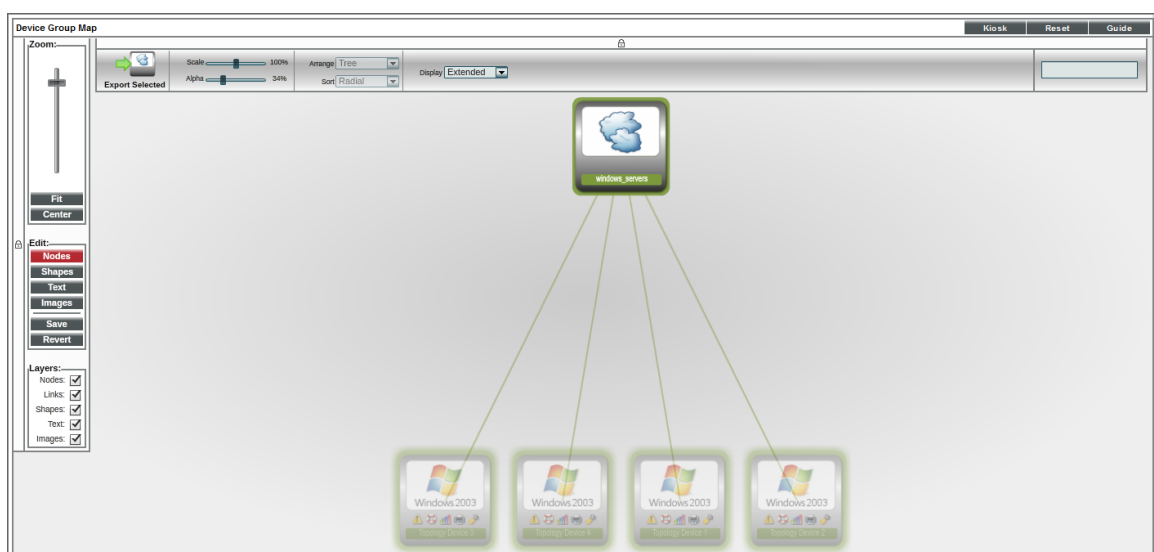 Device Group Map
Kiosk Reset Guide
Zoom:
Export Selected
Scale 100%
Alpha 34%
Arrange Tree
Sort Radial
Display Extended
Fit
Center
Edit:
Nodes
Shapes
Text
Images
Save
Revert
Layers:
Nodes:
Links:
Shapes:
Text:
Images:
windows_servers
Windows 2003 Windows 2003 Windows 2003 Windows 2003
Topology Device 3 Topology Device 4 Topology Device 1 Topology Device 2